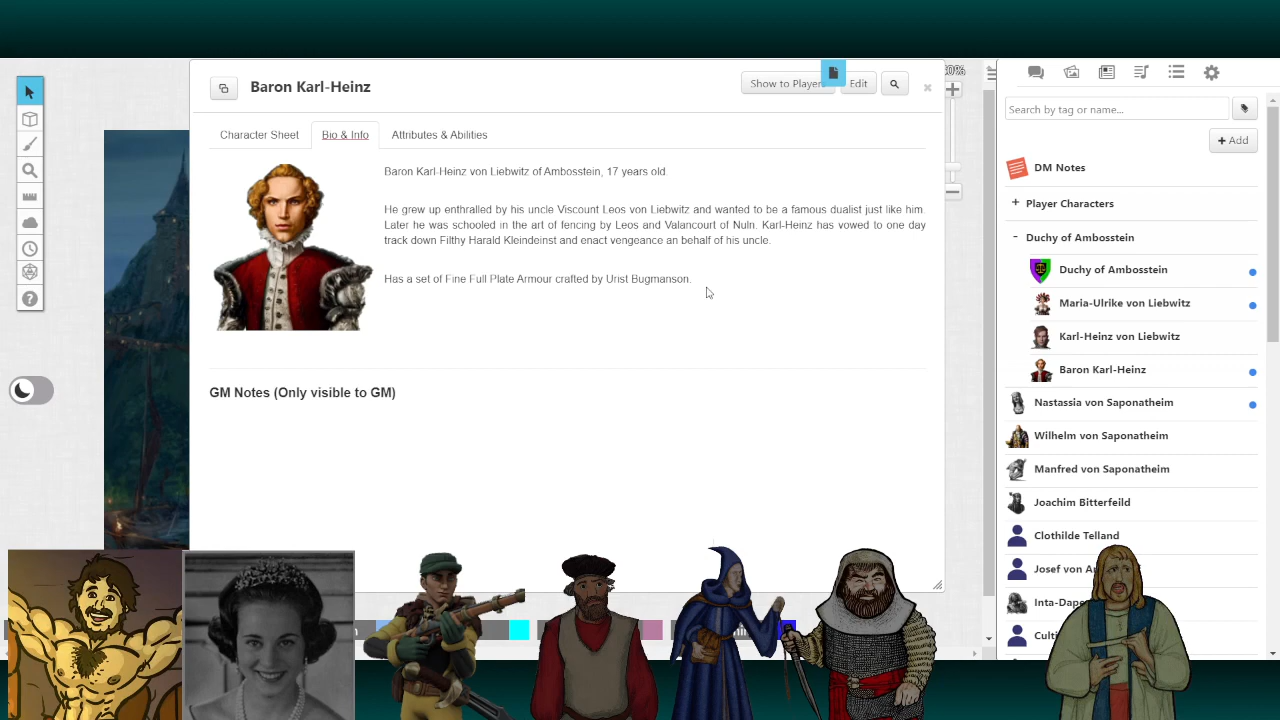 Baron Karl-Heinz
Show to Player
Edit
Character Sheet
Bio & Info
Attributes & Abilities
Baron Karl-Heinz von Liebwitz of Ambosstein, 17 years old.
He grew up enthralled by his uncle Viscount Leos von Liebwitz and wanted to be a famous dualist just like him.
Later he was schooled in the art of fencing by Leos and Valancourt of Nuln. Karl-Heinz has vowed to one day
track down Filthy Harald Kleindeinst and enact vengeance an behalf of his uncle.
Has a set of Fine Full Plate Armour crafted by Urist Bugmanson.
GM Notes (Only visible to GM)
Search by tag or name...
+ Add
DM Notes
+ Player Characters
- Duchy of Ambosstein
Duchy of Ambosstein
Maria-Ulrike von Liebwitz
Karl-Heinz von Liebwitz
Baron Karl-Heinz
Nastassia von Saponatheim
Wilhelm von Saponatheim
Manfred von Saponatheim
Joachim Bitterfeild
Clothilde Telland
Josef von